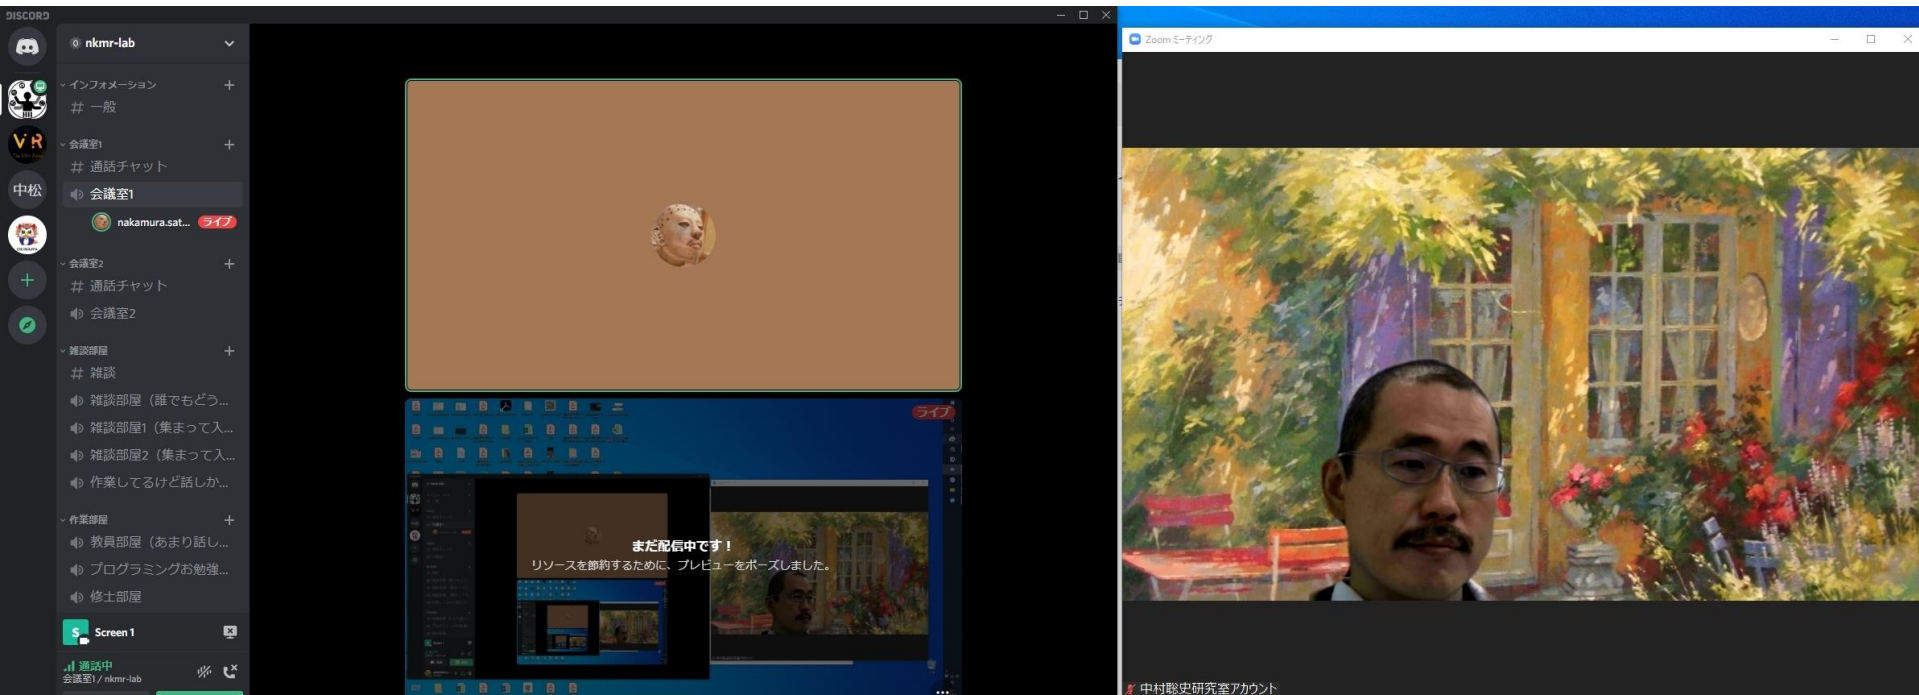 DISCORD
nkmr-lab
インフォメーション
一般
会議室1
通話チャット
会議室1
nakamura.sat... ライブ
会議室2
通話チャット
会議室2
雑談部屋
雑談
雑談部屋（誰でもどう...
雑談部屋1（集まって入...
雑談部屋2（集まって入...
作業してるけど話しか...
作業部屋
教員部屋（あまり話し...
プログラミングお勉強...
修士部屋
S Screen 1
通話中
会議室1 / nkmr-lab
VR
中松
ライブ
まだ配信中です！
リソースを節約するために、プレビューをポーズしました。
Zoom ミーティング
中村聡史研究室アカウント